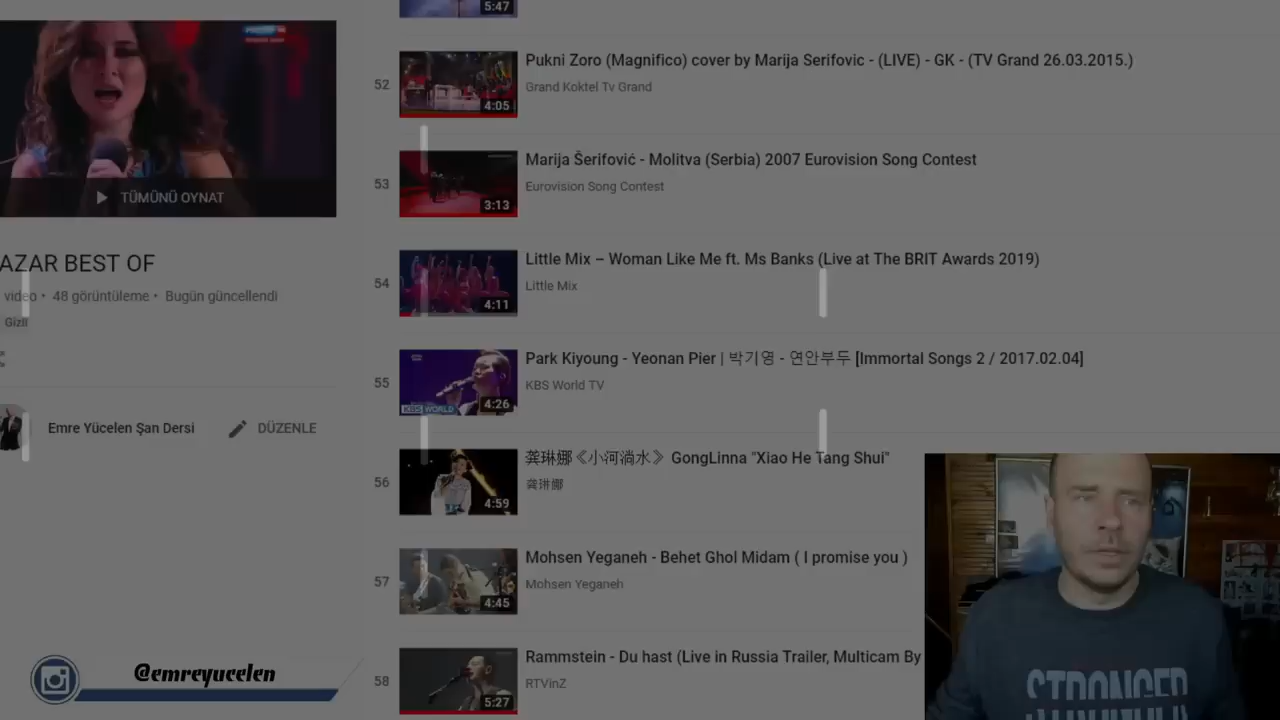 5:47
TÜMÜNÜ OYNAT
AZAR BEST OF
video • 48 görüntüleme • Bugün güncellendi
Gizli
Emre Yücelen Şan Dersi
DÜZENLE
@emreyucelen
52
4:05
Pukni Zoro (Magnifico) cover by Marija Serifovic - (LIVE) - GK - (TV Grand 26.03.2015.)
Grand Koktel Tv Grand
53
3:13
Marija Šerifović - Molitva (Serbia) 2007 Eurovision Song Contest
Eurovision Song Contest
54
4:11
Little Mix – Woman Like Me ft. Ms Banks (Live at The BRIT Awards 2019)
Little Mix
55
KBS WORLD
4:26
Park Kiyoung - Yeonan Pier | 박기영 - 연안부두 [Immortal Songs 2 / 2017.02.04]
KBS World TV
56
4:59
龚琳娜《小河淌水》 GongLinna "Xiao He Tang Shui"
龚琳娜
57
4:45
Mohsen Yeganeh - Behet Ghol Midam ( I promise you )
Mohsen Yeganeh
58
5:27
Rammstein - Du hast (Live in Russia Trailer, Multicam By
RTVinZ
STRONGER